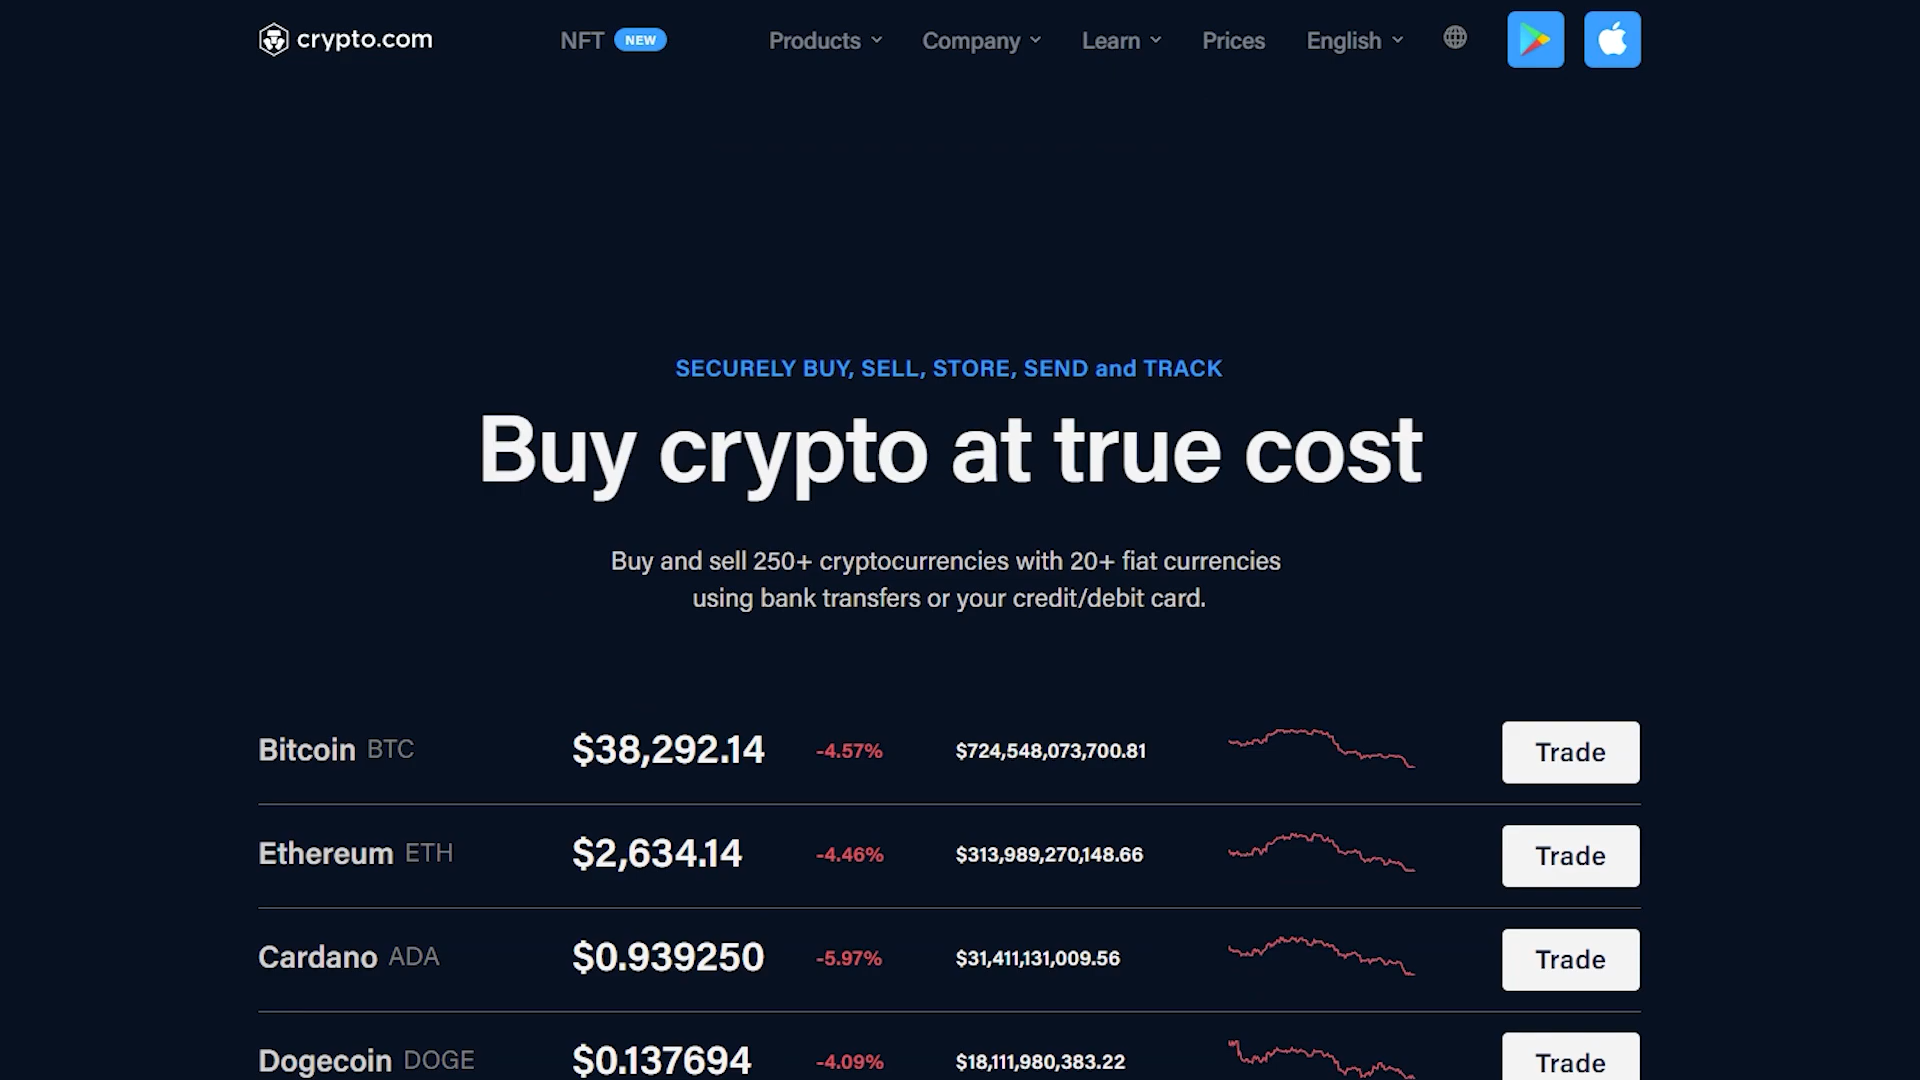 crypto.com NFT NEW Products Company Learn Prices English
SECURELY BUY, SELL, STORE, SEND and TRACK
Buy crypto at true cost
Buy and sell 250+ cryptocurrencies with 20+ fiat currencies
using bank transfers or your credit/debit card.
Bitcoin BTC $38,292.14 -4.57% $724,548,073,700.81 Trade
Ethereum ETH $2,634.14 -4.46% $313,989,270,148.66 Trade
Cardano ADA $0.939250 -5.97% $31,411,131,009.56 Trade
Dogecoin DOGE $0.137694 -4.09% $18,111,980,383.22 Trade